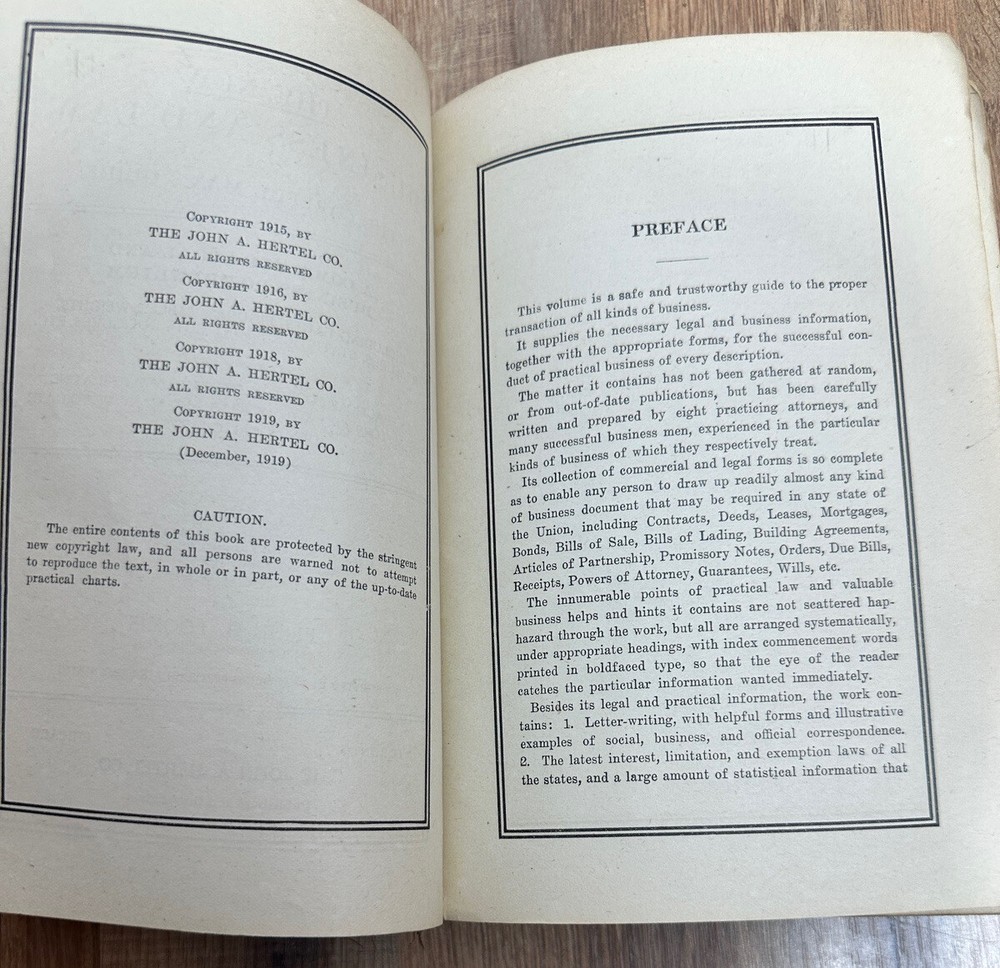 COPYRIGHT 1915, BY
THE JOHN A. HERTEL CO.
ALL RIGHTS RESERVED
COPYRIGHT 1916, BY
THE JOHN A. HERTEL CO.
ALL RIGHTS RESERVED
COPYRIGHT 1918, BY
THE JOHN A. HERTEL CO.
ALL RIGHTS RESERVED
COPYRIGHT 1919, BY
THE JOHN A. HERTEL CO.
(December, 1919)
CAUTION.
The entire contents of this book are protected by the stringent
new copyright law, and all persons are warned not to attempt
to reproduce the text, in whole or in part, or any of the up-to-date
practical charts.
PREFACE
This volume is a safe and trustworthy guide to the proper
transaction of all kinds of business.
It supplies the necessary legal and business information,
together with the appropriate forms, for the successful con-
duct of practical business of every description.
The matter it contains has not been gathered at random,
or from out-of-date publications, but has been carefully
written and prepared by eight practicing attorneys, and
many successful business men, experienced in the particular
kinds of business of which they respectively treat.
Its collection of commercial and legal forms is so complete
as to enable any person to draw up readily almost any kind
of business document that may be required in any state of
the Union, including Contracts, Deeds, Leases, Mortgages,
Bonds, Bills of Sale, Bills of Lading, Building Agreements,
Articles of Partnership, Promissory Notes, Orders, Due Bills,
Receipts, Powers of Attorney, Guarantees, Wills, etc.
The innumerable points of practical law and valuable
business helps and hints it contains are not scattered hap-
hazard through the work, but all are arranged systematically,
under appropriate headings, with index commencement words
printed in boldfaced type, so that the eye of the reader
catches the particular information wanted immediately.
Besides its legal and practical information, the work con-
tains: 1. Letter-writing, with helpful forms and illustrative
examples of social, business, and official correspondence.
2. The latest interest, limitation, and exemption laws of all
the states, and a large amount of statistical information that